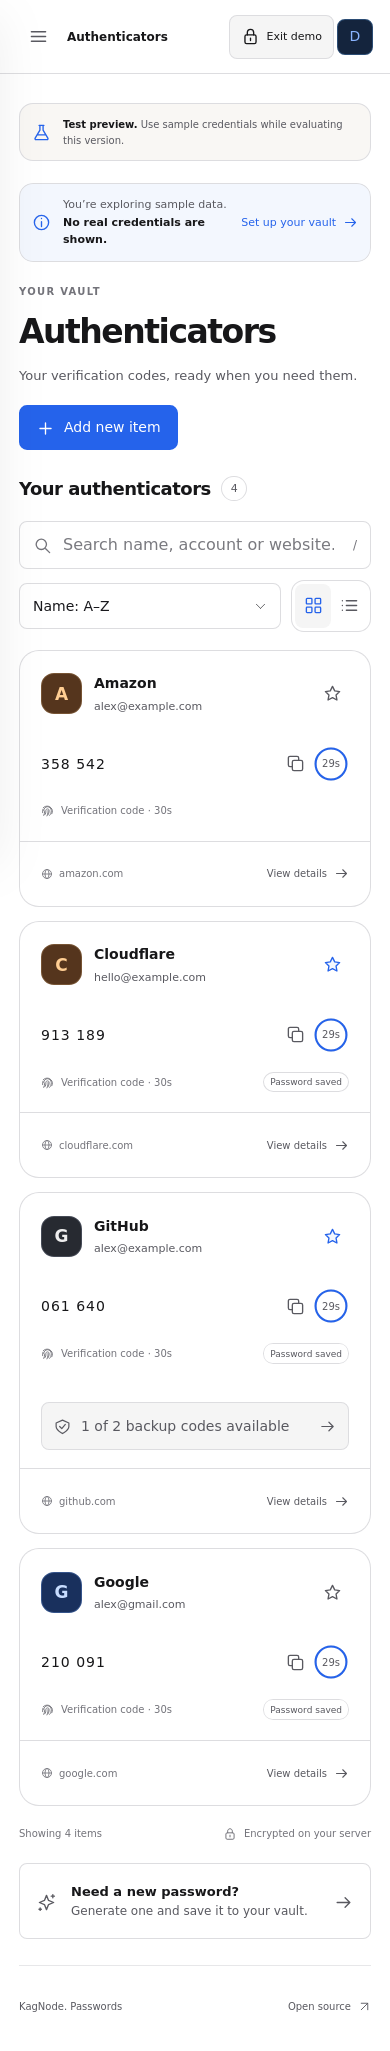 Authenticators
Exit demo
D
Test preview. Use sample credentials while evaluating
this version.
You’re exploring sample data.
No real credentials are
shown.
Set up your vault
YOUR VAULT
Authenticators
Your verification codes, ready when you need them.
Add new item
Your authenticators 4
Search name, account or website. /
Name: A–Z
A
Amazon
alex@example.com
358 542
29s
Verification code · 30s
amazon.com
View details
C
Cloudflare
hello@example.com
913 189
29s
Verification code · 30s
Password saved
cloudflare.com
View details
G
GitHub
alex@example.com
061 640
29s
Verification code · 30s
Password saved
1 of 2 backup codes available
github.com
View details
G
Google
alex@gmail.com
210 091
29s
Verification code · 30s
Password saved
google.com
View details
Showing 4 items
Encrypted on your server
Need a new password?
Generate one and save it to your vault.
KagNode. Passwords
Open source